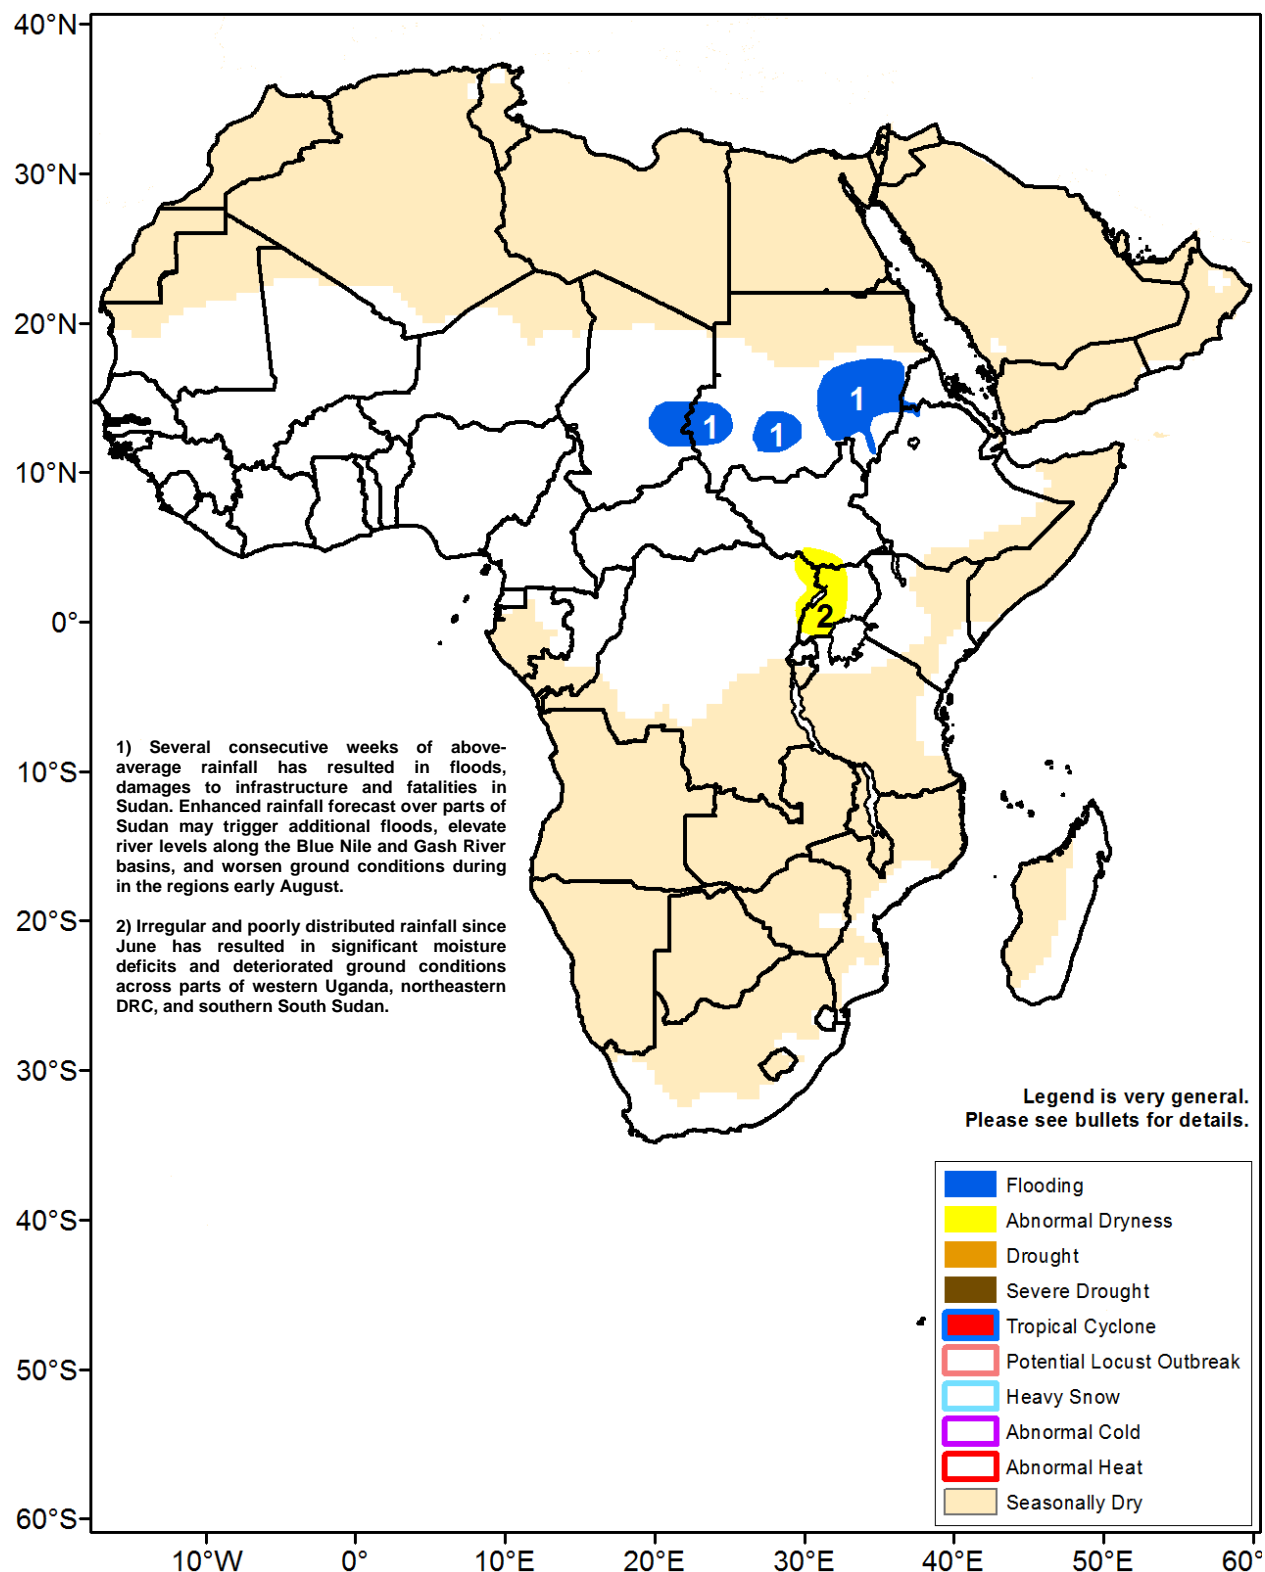 40°N
30°N
20°N
10°N
0°
10°S
20°S
30°S
40°S
50°S
60°S
1
1
1
2
1) Several consecutive weeks of above-
average rainfall has resulted in floods,
damages to infrastructure and fatalities in
Sudan. Enhanced rainfall forecast over parts of
Sudan may trigger additional floods, elevate
river levels along the Blue Nile and Gash River
basins, and worsen ground conditions during
in the regions early August.
2) Irregular and poorly distributed rainfall since
June has resulted in significant moisture
deficits and deteriorated ground conditions
across parts of western Uganda, northeastern
DRC, and southern South Sudan.
Legend is very general.
Please see bullets for details.
Flooding
Abnormal Dryness
Drought
Severe Drought
Tropical Cyclone
Potential Locust Outbreak
Heavy Snow
Abnormal Cold
Abnormal Heat
Seasonally Dry
10°W 0° 10°E 20°E 30°E 40°E 50°E 60°